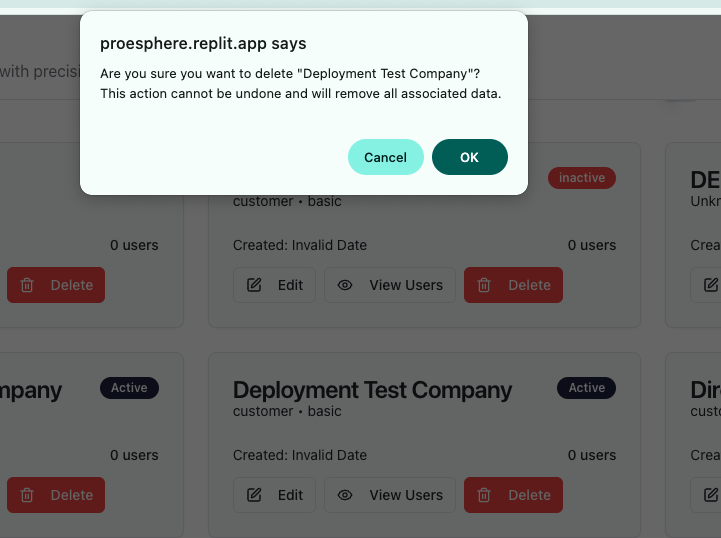 proesphere.replit.app says
Are you sure you want to delete "Deployment Test Company"?
This action cannot be undone and will remove all associated data.
Cancel
OK
with precisi
inactive
DE
customer • basic
Unkn
0 users
Created: Invalid Date
0 users
Crea
Delete
Edit
View Users
Delete
mpany
Active
Deployment Test Company
Active
Dir
customer • basic
cust
0 users
Created: Invalid Date
0 users
Crea
Delete
Edit
View Users
Delete